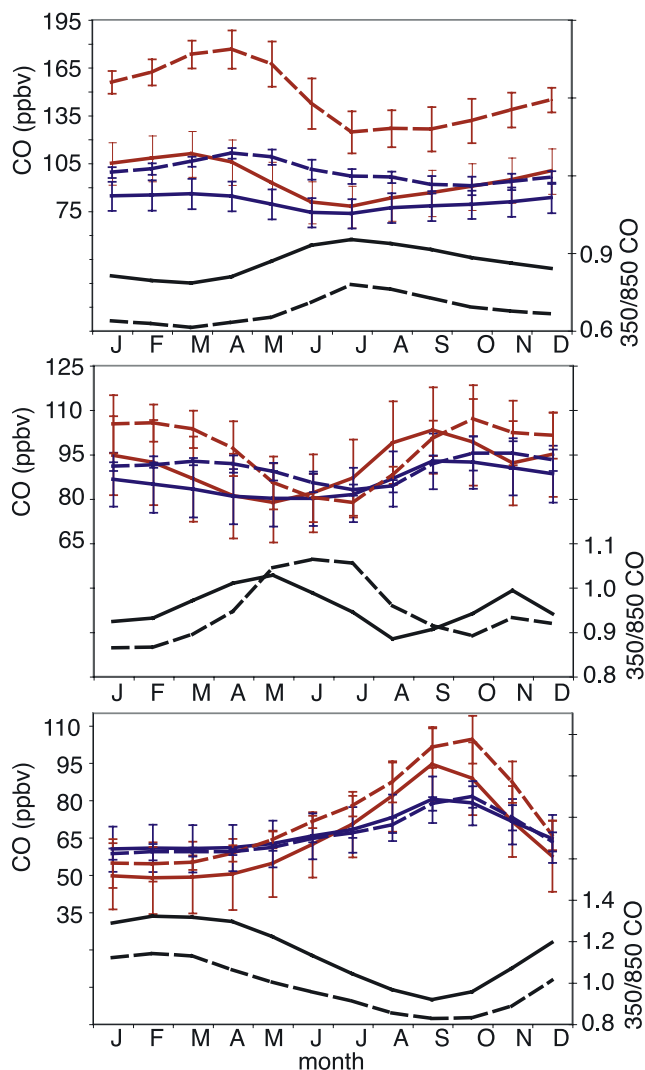 195
165
135
105
75
CO (ppbv)
0.9
0.6
350/850 CO
J F M A M J J A S O N D
125
110
95
80
65
CO (ppbv)
1.1
1.0
0.9
0.8
350/850 CO
J F M A M J J A S O N D
110
95
80
65
50
35
CO (ppbv)
1.4
1.2
1.0
0.8
350/850 CO
J F M A M J J A S O N D
month